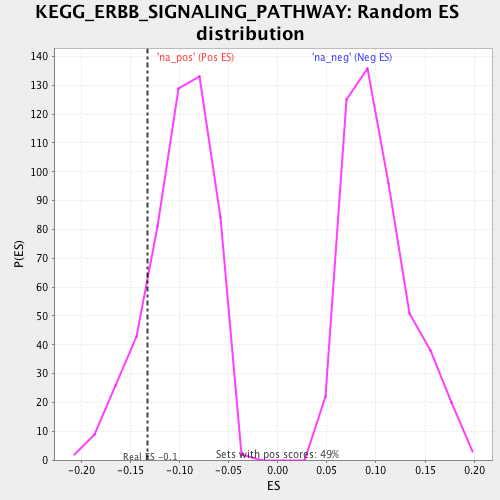 KEGG_ERBB_SIGNALING_PATHWAY: Random ES
distribution
'na_pos' (Pos ES)
'na_neg' (Neg ES)
P(ES)
140
130
120
110
100
90
80
70
60
50
40
30
20
10
0
Real ES -0.1
Sets with pos scores: 49%
-0.20 -0.15 -0.10 -0.05 0.00 0.05 0.10 0.15 0.20
ES